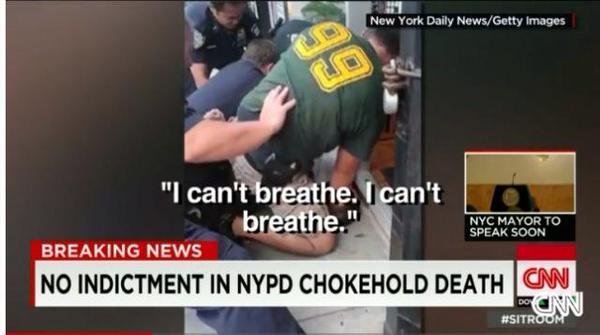 New York Daily News/Getty Images
99
"I can't breathe. I can't
breathe."
NYC MAYOR TO
SPEAK SOON
BREAKING NEWS
NO INDICTMENT IN NYPD CHOKEHOLD DEATH
CNN
CNN
#SITROOM